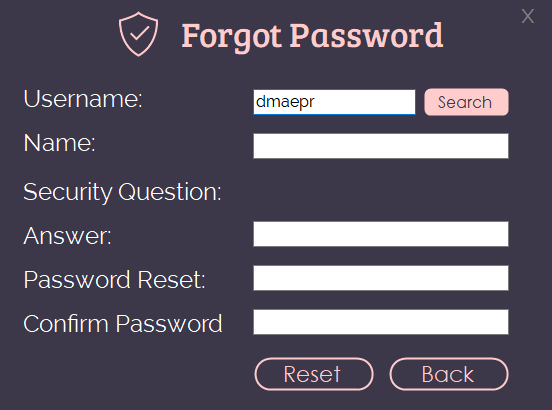 X
Forgot Password
Username: dmaepr Search
Name:
Security Question:
Answer:
Password Reset:
Confirm Password
Reset Back